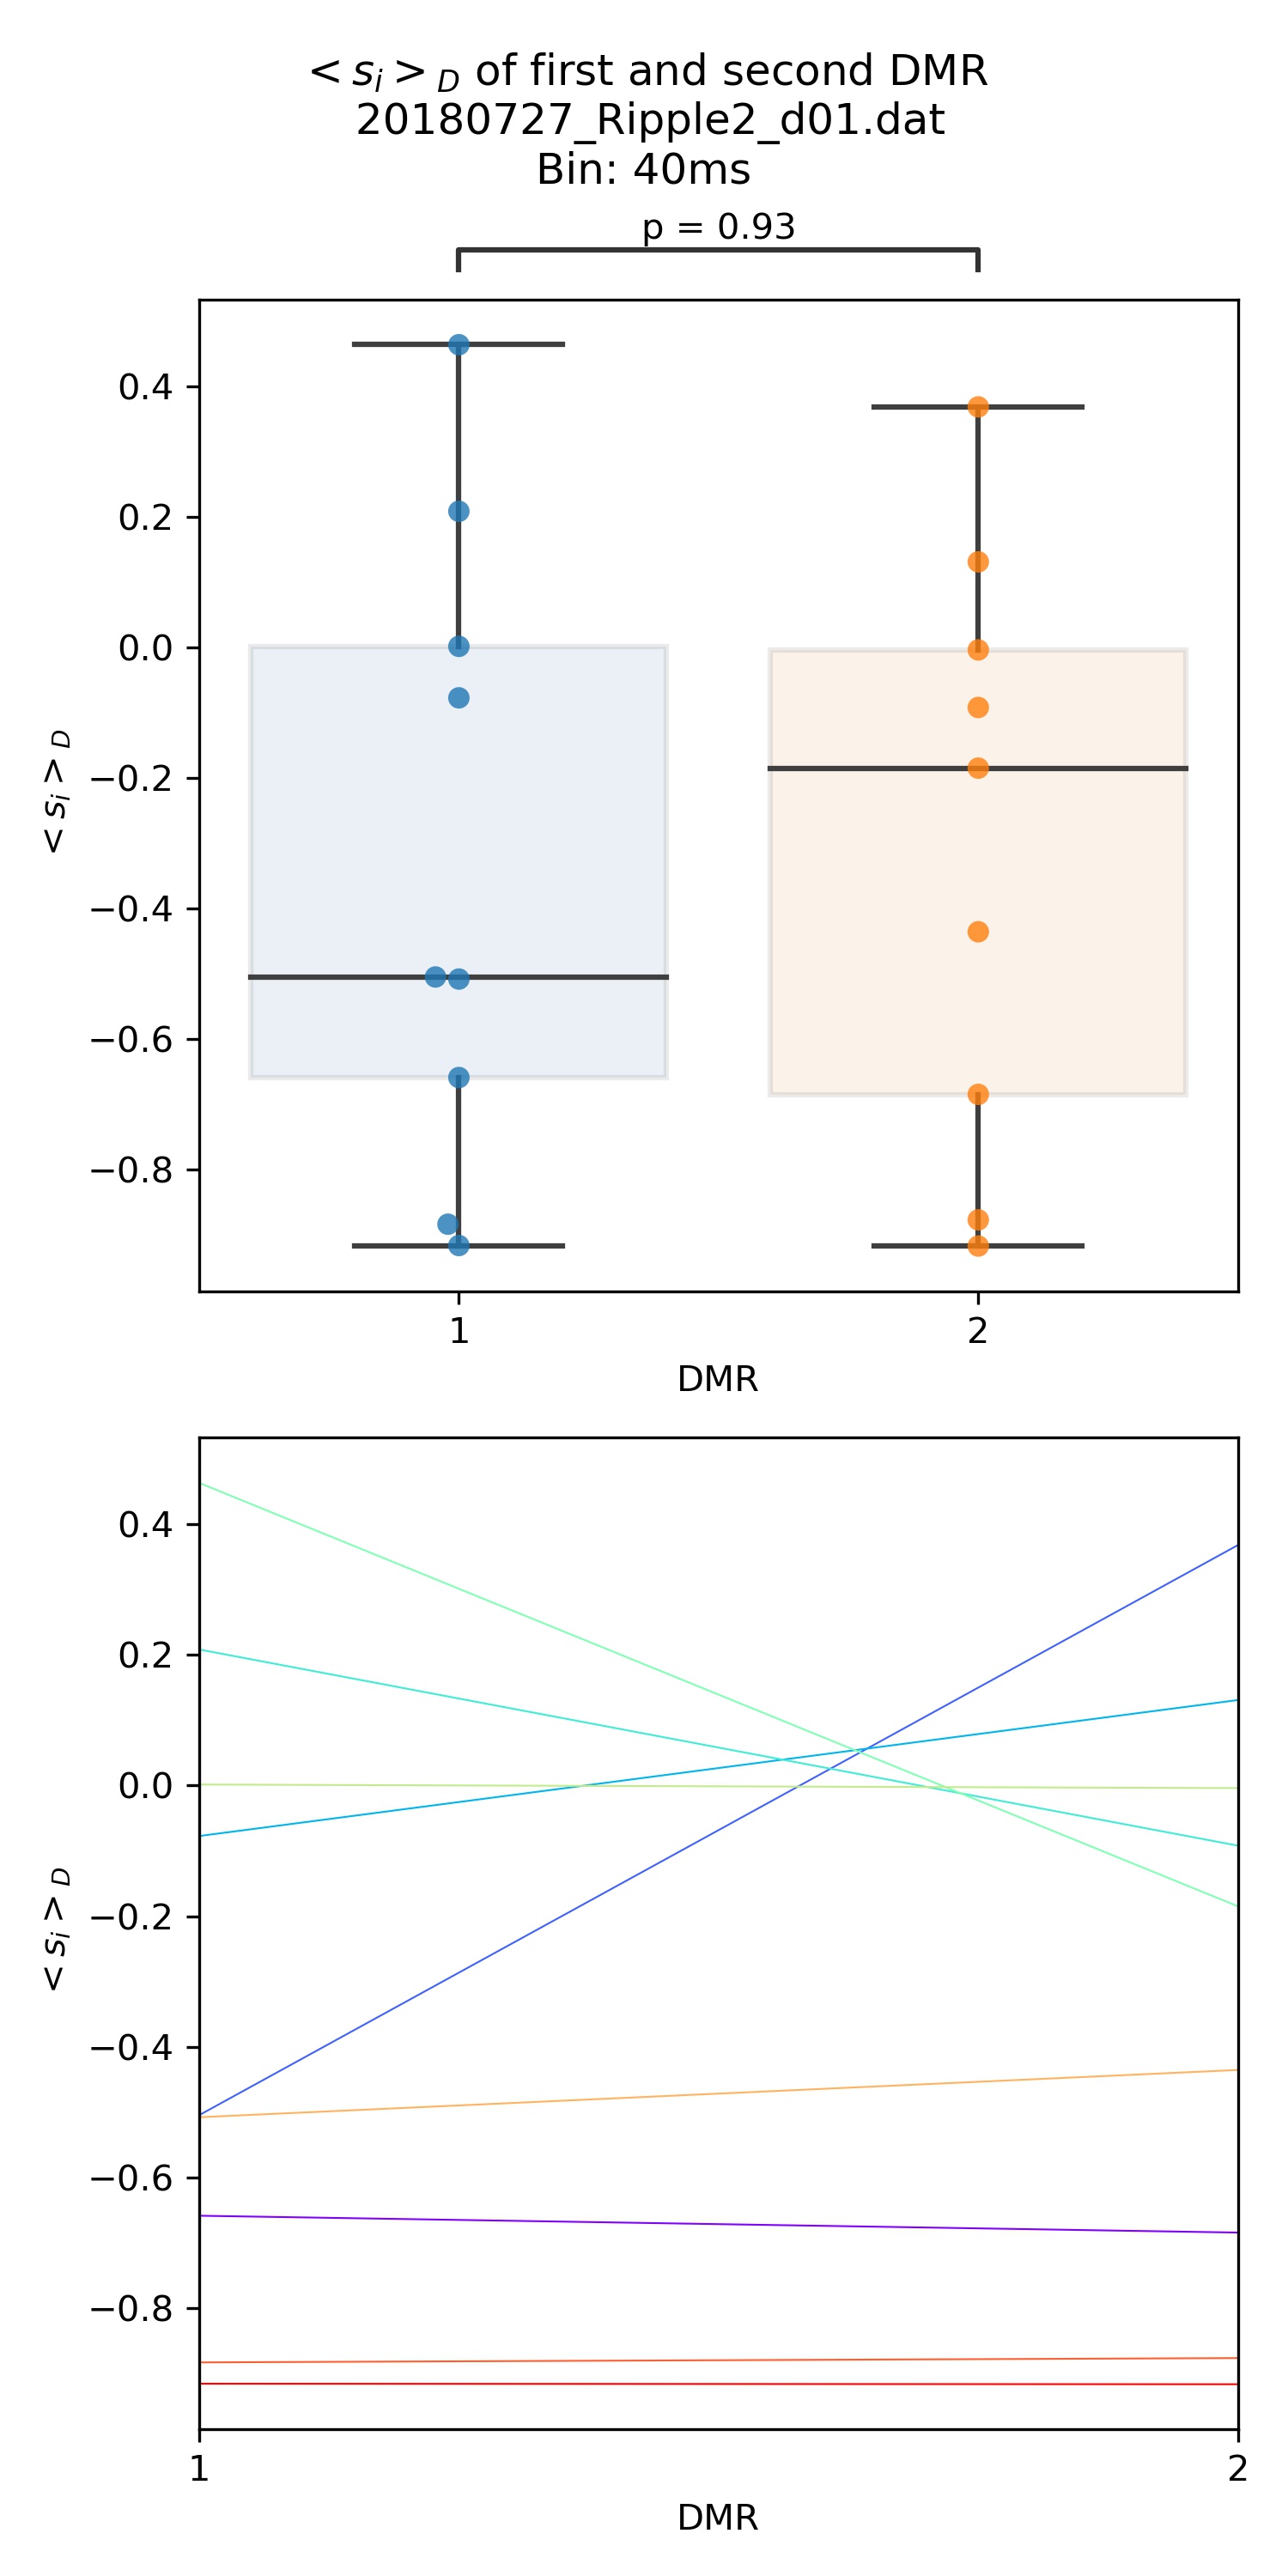 < s_i >_D of first and second DMR
20180727_Ripple2_d01.dat
Bin: 40ms
p = 0.93
0.4
0.2
0.0
−0.2
−0.4
−0.6
−0.8
< s_i >_D
1
2
DMR
0.4
0.2
0.0
−0.2
−0.4
−0.6
−0.8
< s_i >_D
1
2
DMR